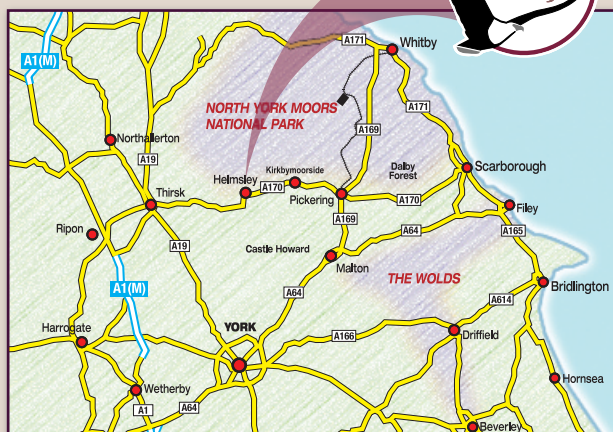 A171
Whitby
A1(M)
NORTH YORK MOORS
NATIONAL PARK
A171
A169
Northallerton
A19
Dalby
Forest
Scarborough
Kirkbymoorside
Helmsley
A170
Thirsk
Pickering
A170
Filey
A169
Ripon
A19
A64
A165
Castle Howard
Malton
THE WOLDS
A1(M)
Bridlington
A64
A614
YORK
Harrogate
A166
Driffield
Hornsea
Wetherby
A1
A64
Beverley